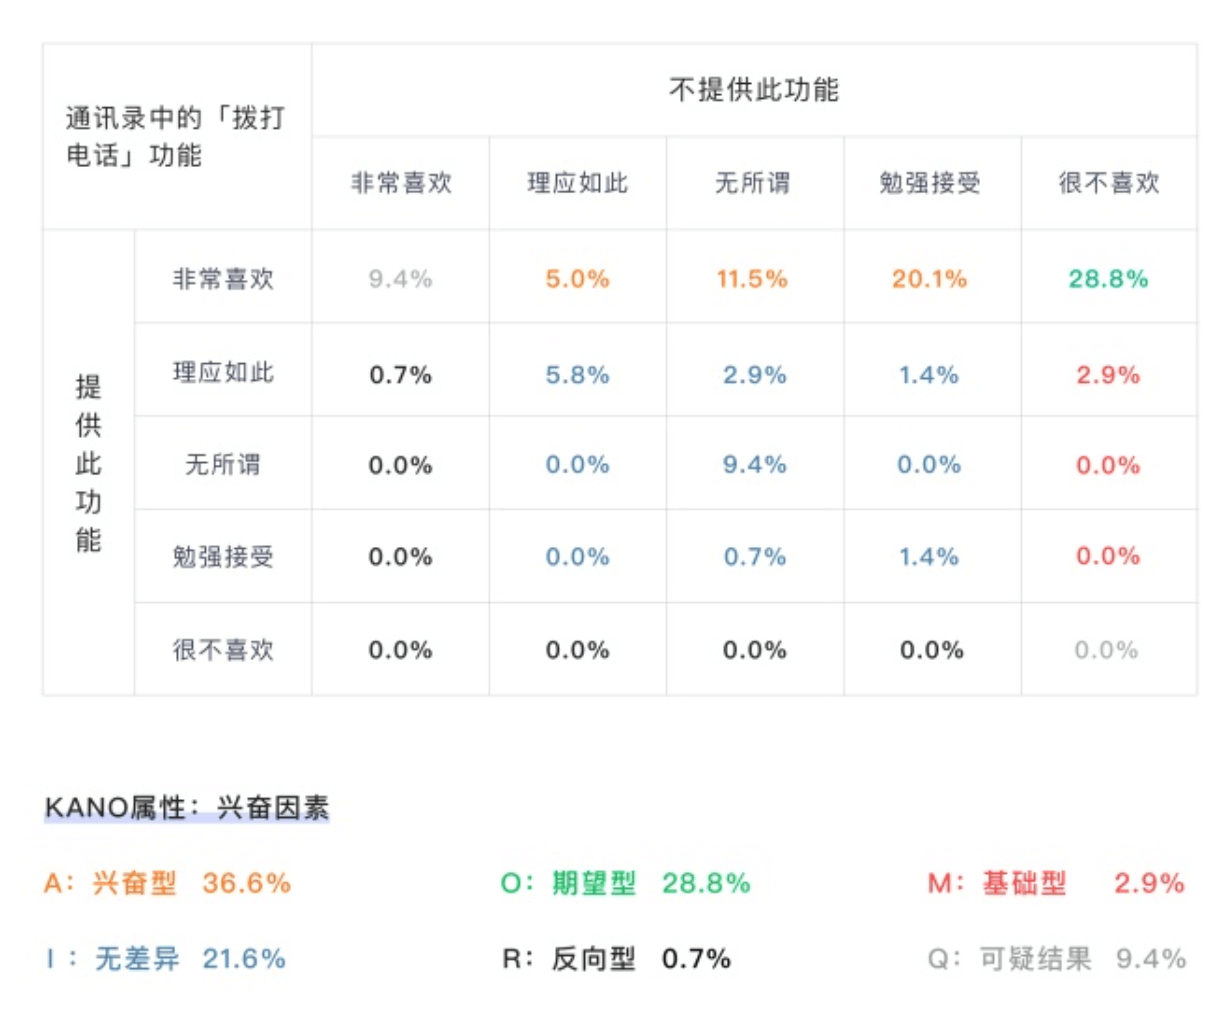 通讯录中的「拨打
电话」功能
不提供此功能
非常喜欢 理应如此 无所谓 勉强接受 很不喜欢
提供此功能
非常喜欢 9.4% 5.0% 11.5% 20.1% 28.8%
理应如此 0.7% 5.8% 2.9% 1.4% 2.9%
无所谓 0.0% 0.0% 9.4% 0.0% 0.0%
勉强接受 0.0% 0.0% 0.7% 1.4% 0.0%
很不喜欢 0.0% 0.0% 0.0% 0.0% 0.0%
KANO属性：兴奋因素
A：兴奋型 36.6% O：期望型 28.8% M：基础型 2.9%
I：无差异 21.6% R：反向型 0.7% Q：可疑结果 9.4%